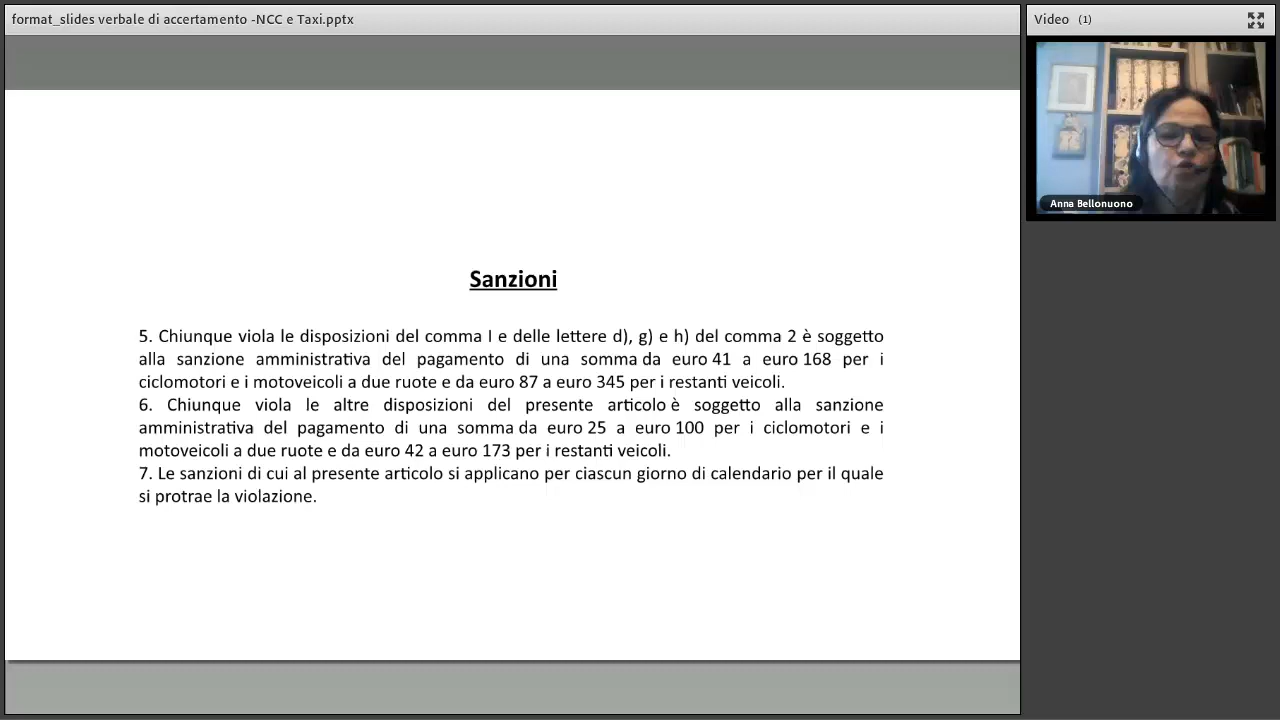 format_slides verbale di accertamento -NCC e Taxi.pptx
Video (1)
Anna Bellonuono
Sanzioni
5. Chiunque viola le disposizioni del comma I e delle lettere d), g) e h) del comma 2 è soggetto
alla sanzione amministrativa del pagamento di una somma da euro 41 a euro 168 per i
ciclomotori e i motoveicoli a due ruote e da euro 87 a euro 345 per i restanti veicoli.
6. Chiunque viola le altre disposizioni del presente articolo è soggetto alla sanzione
amministrativa del pagamento di una somma da euro 25 a euro 100 per i ciclomotori e i
motoveicoli a due ruote e da euro 42 a euro 173 per i restanti veicoli.
7. Le sanzioni di cui al presente articolo si applicano per ciascun giorno di calendario per il quale
si protrae la violazione.